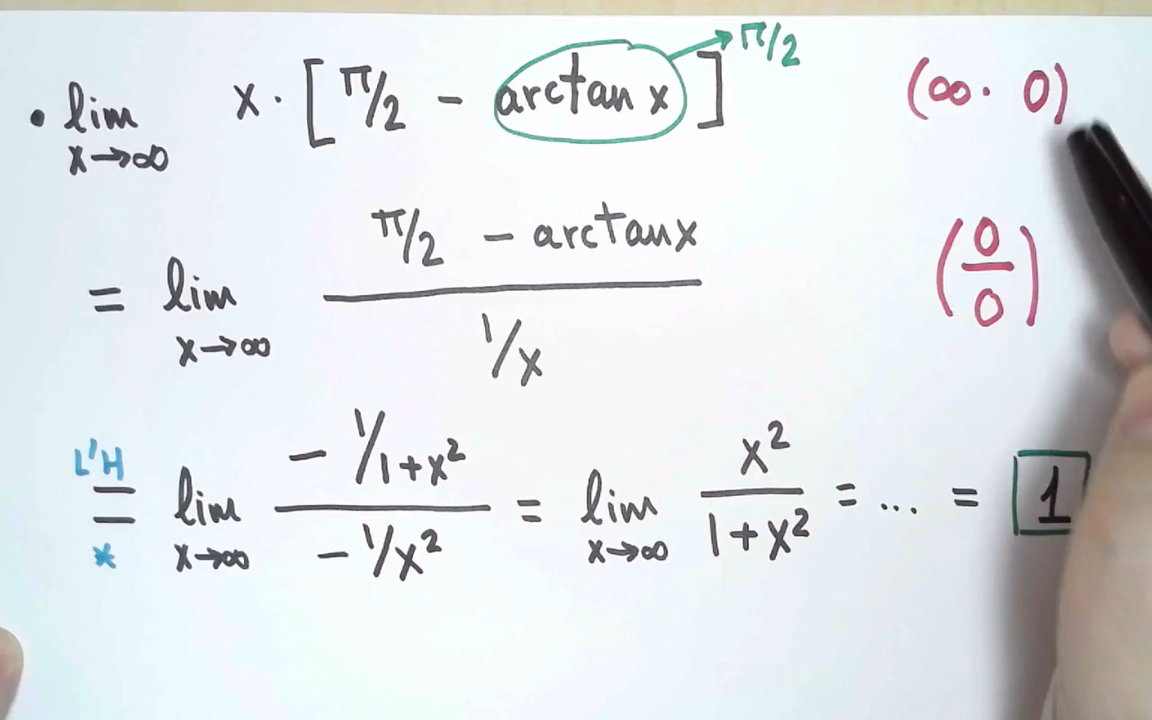 • lim x→∞ x · [ π/2 − arctan x ] → π/2 (∞ · 0)
= lim x→∞ π/2 − arctan x / 1/x (0/0)
L'H = * lim x→∞ − 1/1+x² / − 1/x² = lim x→∞ x² / 1+x² = ... = 1